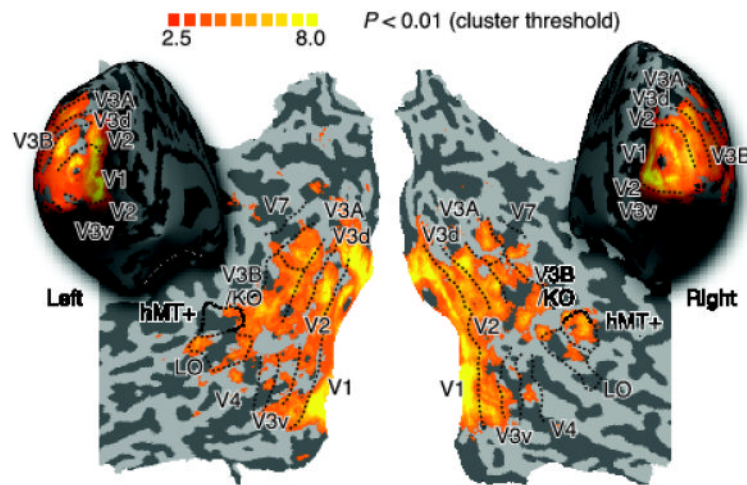 2.5 8.0 P < 0.01 (cluster threshold)
V3A
V3d
V2
V3B
V1
V2
V3v
Left
V7
V3A
V3d
V3B
/KO
hMT+
V2
LO
V4
V3v
V1
V3A
V3d
V7
V3B
/KO
hMT+
V2
V1
LO
V3v
V4
V3A
V3d
V2
V1
V3B
V2
V3v
Right